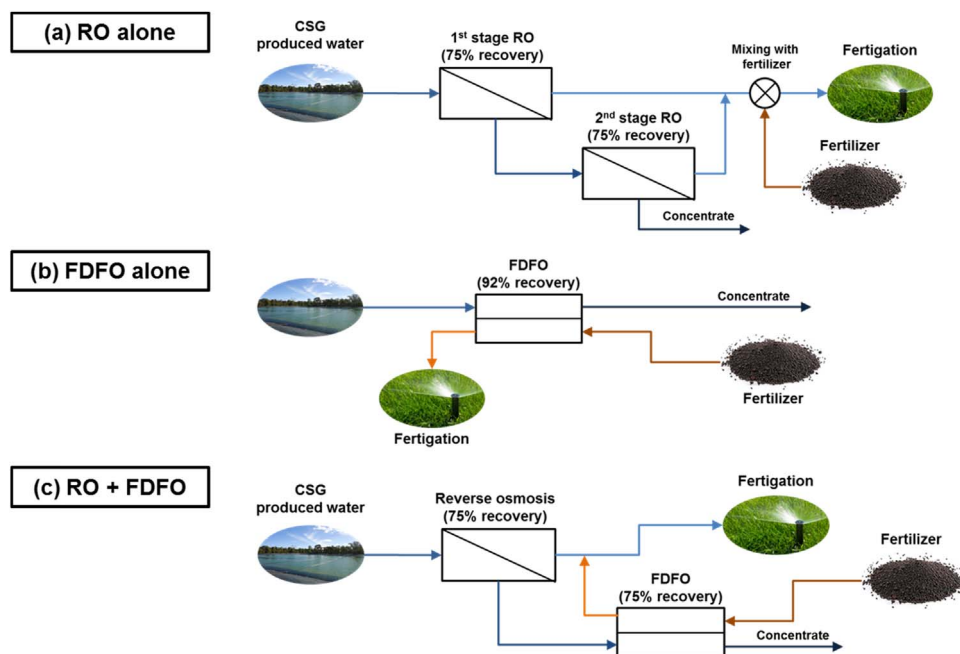 (a) RO alone
CSG
produced water
1st stage RO
(75% recovery)
2nd stage RO
(75% recovery)
Concentrate
Mixing with
fertilizer
Fertigation
Fertilizer
(b) FDFO alone
FDFO
(92% recovery)
Concentrate
Fertigation
Fertilizer
(c) RO + FDFO
CSG
produced water
Reverse osmosis
(75% recovery)
Fertigation
Fertilizer
FDFO
(75% recovery)
Concentrate